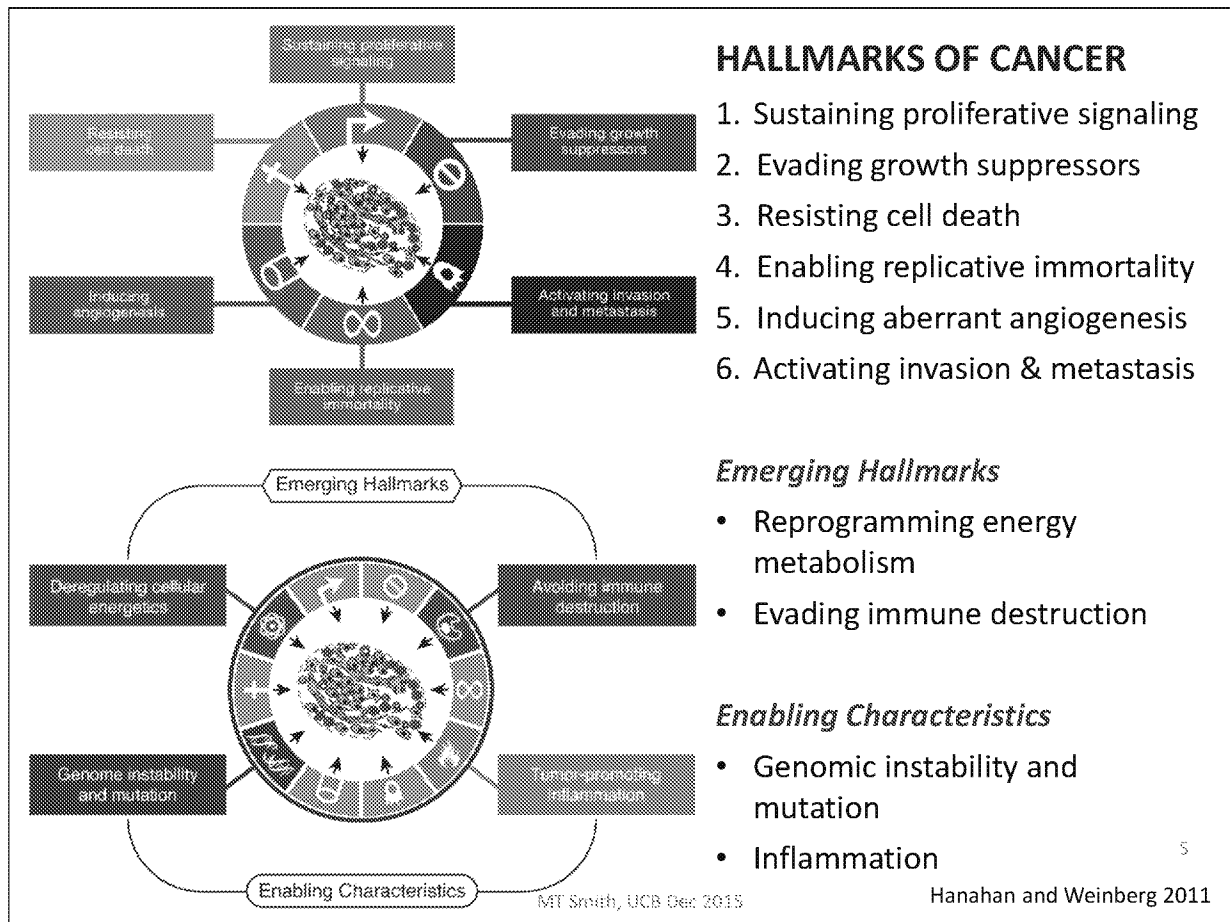 Sustaining proliferative
signaling
Resisting
cell death
Evading growth
suppressors
Inducing
angiogenesis
Activating invasion
and metastasis
Enabling replicative
immortality
Emerging Hallmarks
Deregulating cellular
energetics
Avoiding immune
destruction
Genome instability
and mutation
Tumor-promoting
inflammation
Enabling Characteristics
HALLMARKS OF CANCER
1. Sustaining proliferative signaling
2. Evading growth suppressors
3. Resisting cell death
4. Enabling replicative immortality
5. Inducing aberrant angiogenesis
6. Activating invasion & metastasis
Emerging Hallmarks
• Reprogramming energy
metabolism
• Evading immune destruction
Enabling Characteristics
• Genomic instability and
mutation
• Inflammation
5
MT Smith, UCB Dec 2015
Hanahan and Weinberg 2011